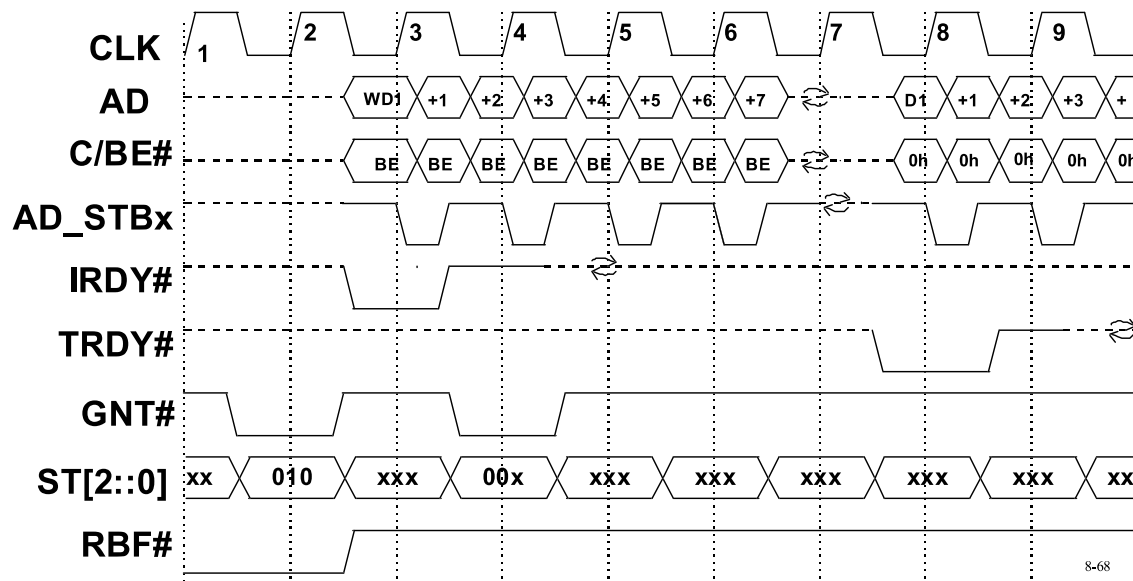 CLK 1 2 3 4 5 6 7 8 9
AD WD1 +1 +2 +3 +4 +5 +6 +7 D1 +1 +2 +3 +
C/BE# BE BE BE BE BE BE BE BE 0h 0h 0h 0h 0h
AD_STBx
IRDY#
TRDY#
GNT#
ST[2::0] xx 010 xxx 00x xxx xxx xxx xxx xxx xx
RBF#
8-68